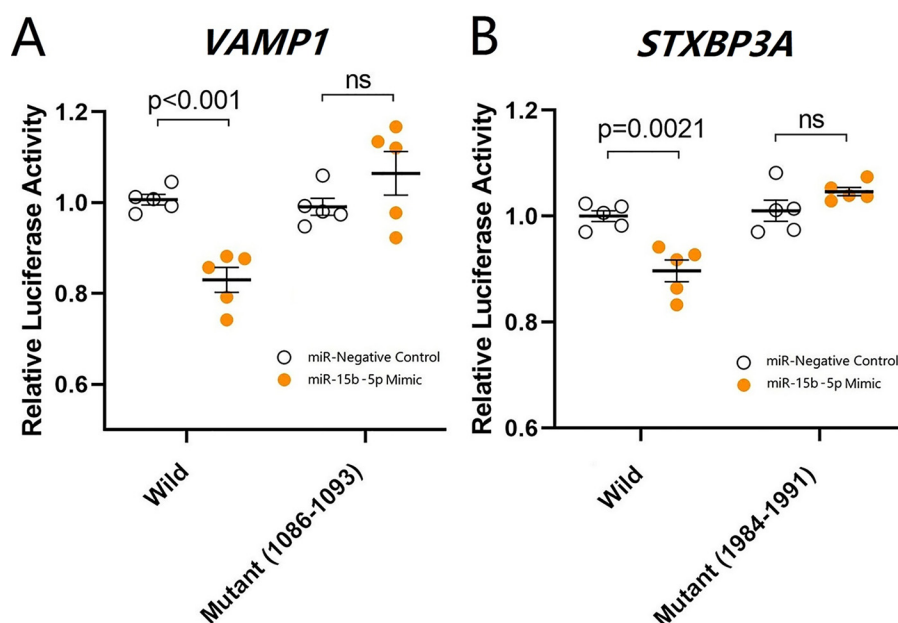 A
VAMP1
Relative Luciferase Activity
1.2
1.0
0.8
0.6
p<0.001
ns
miR-Negative Control
miR-15b-5p Mimic
Wild
Mutant (1086-1093)
B
STXBP3A
Relative Luciferase Activity
1.2
1.0
0.8
0.6
p=0.0021
ns
miR-Negative Control
miR-15b-5p Mimic
Wild
Mutant (1984-1991)